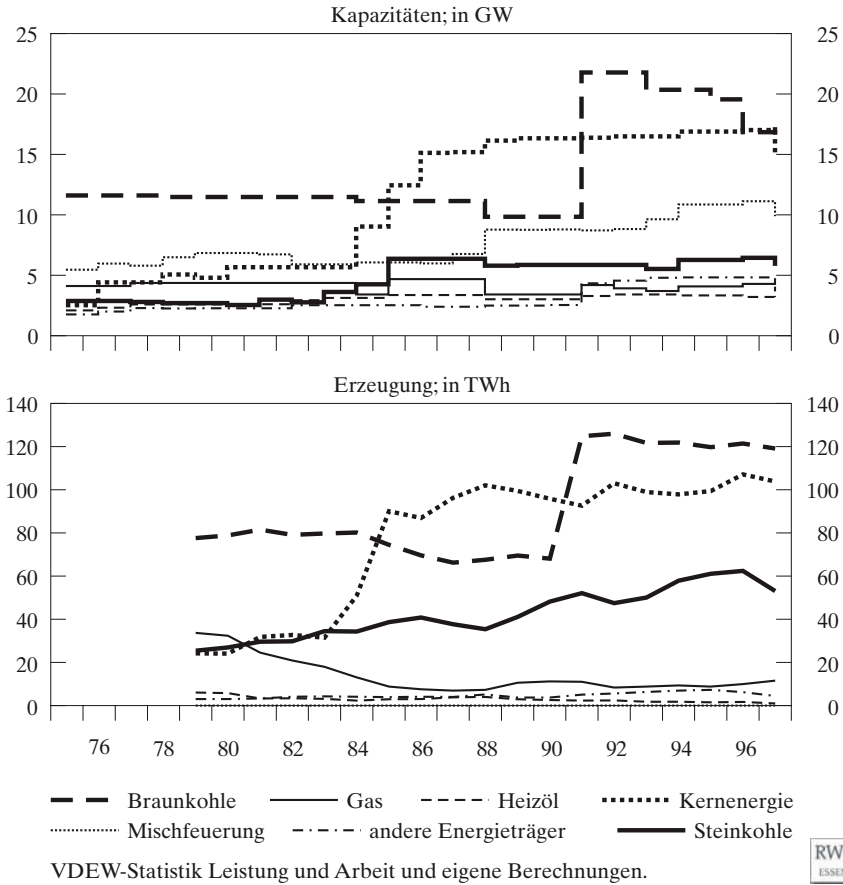 Kapazitäten; in GW
25 25
20 20
15 15
10 10
5 5
0 0
Erzeugung; in TWh
140 140
120 120
100 100
80 80
60 60
40 40
20 20
0 0
76 78 80 82 84 86 88 90 92 94 96
Braunkohle Gas Heizöl Kernenergie
Mischfeuerung andere Energieträger Steinkohle
VDEW-Statistik Leistung und Arbeit und eigene Berechnungen.
RW
ESSEN